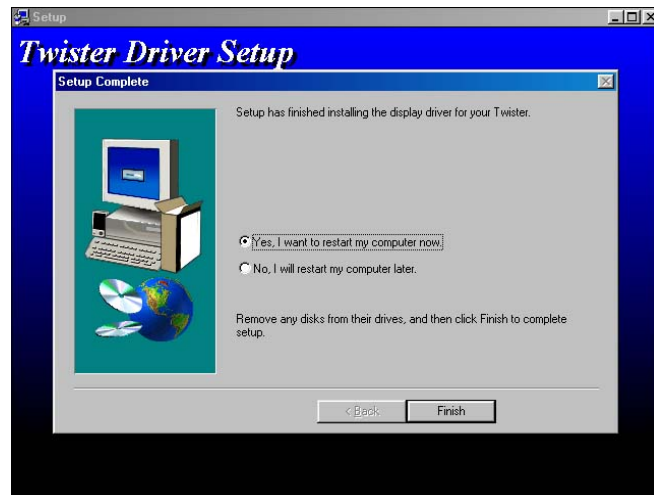 Setup
Twister Driver Setup
Setup Complete
Setup has finished installing the display driver for your Twister.
Yes, I want to restart my computer now.
No, I will restart my computer later.
Remove any disks from their drives, and then click Finish to complete
setup.
< Back
Finish